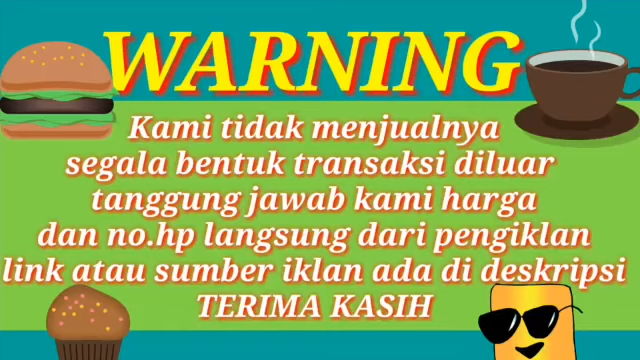 WARNING
Kami tidak menjualnya
segala bentuk transaksi diluar
tanggung jawab kami harga
dan no.hp langsung dari pengiklan
link atau sumber iklan ada di deskripsi
TERIMA KASIH